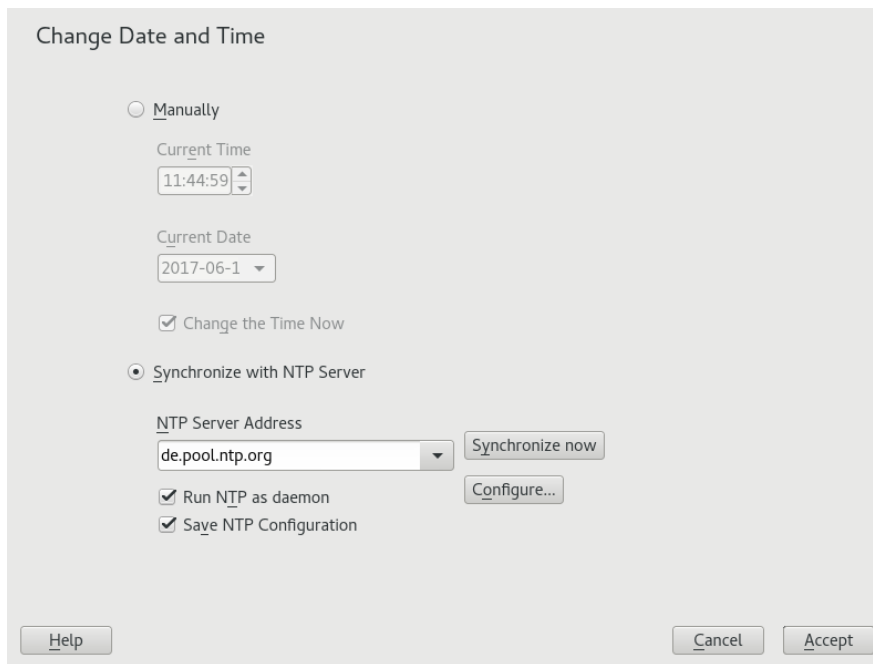 Change Date and Time
Manually
Current Time
11:44:59
Current Date
2017-06-1
Change the Time Now
Synchronize with NTP Server
NTP Server Address
de.pool.ntp.org
Synchronize now
Run NTP as daemon
Configure...
Save NTP Configuration
Help
Cancel
Accept